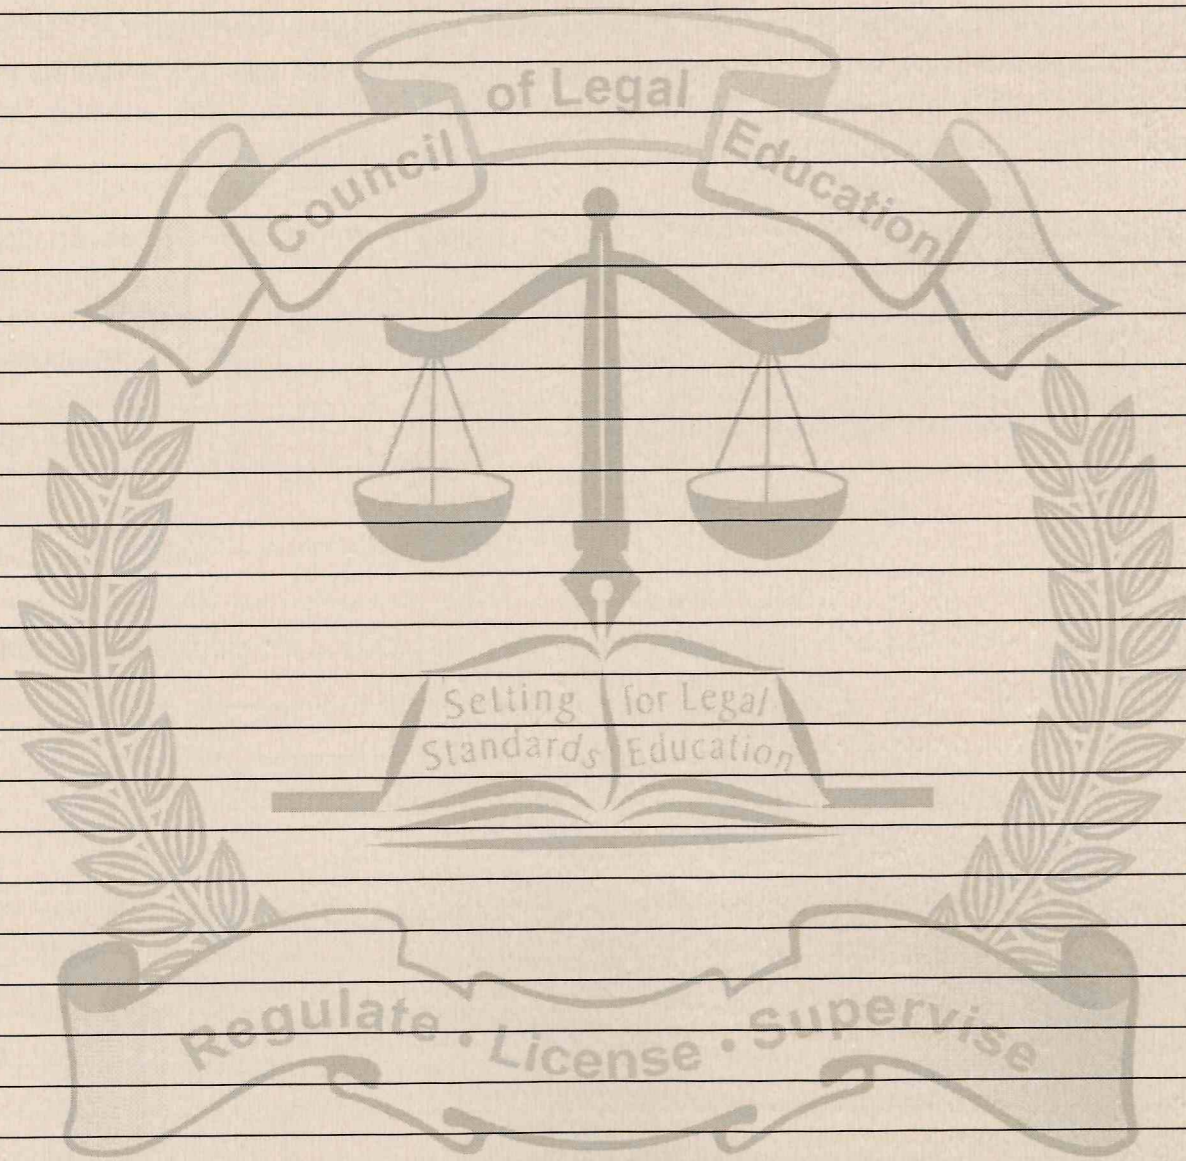 Council of Legal Education
Setting for Legal
Standards Education
Regulate • License • Supervise